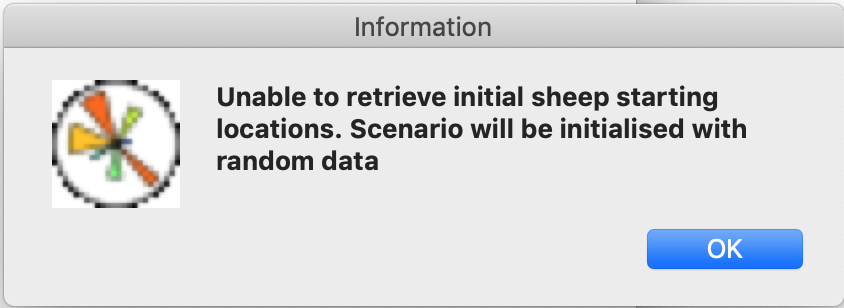 Information
Unable to retrieve initial sheep starting
locations. Scenario will be initialised with
random data
OK